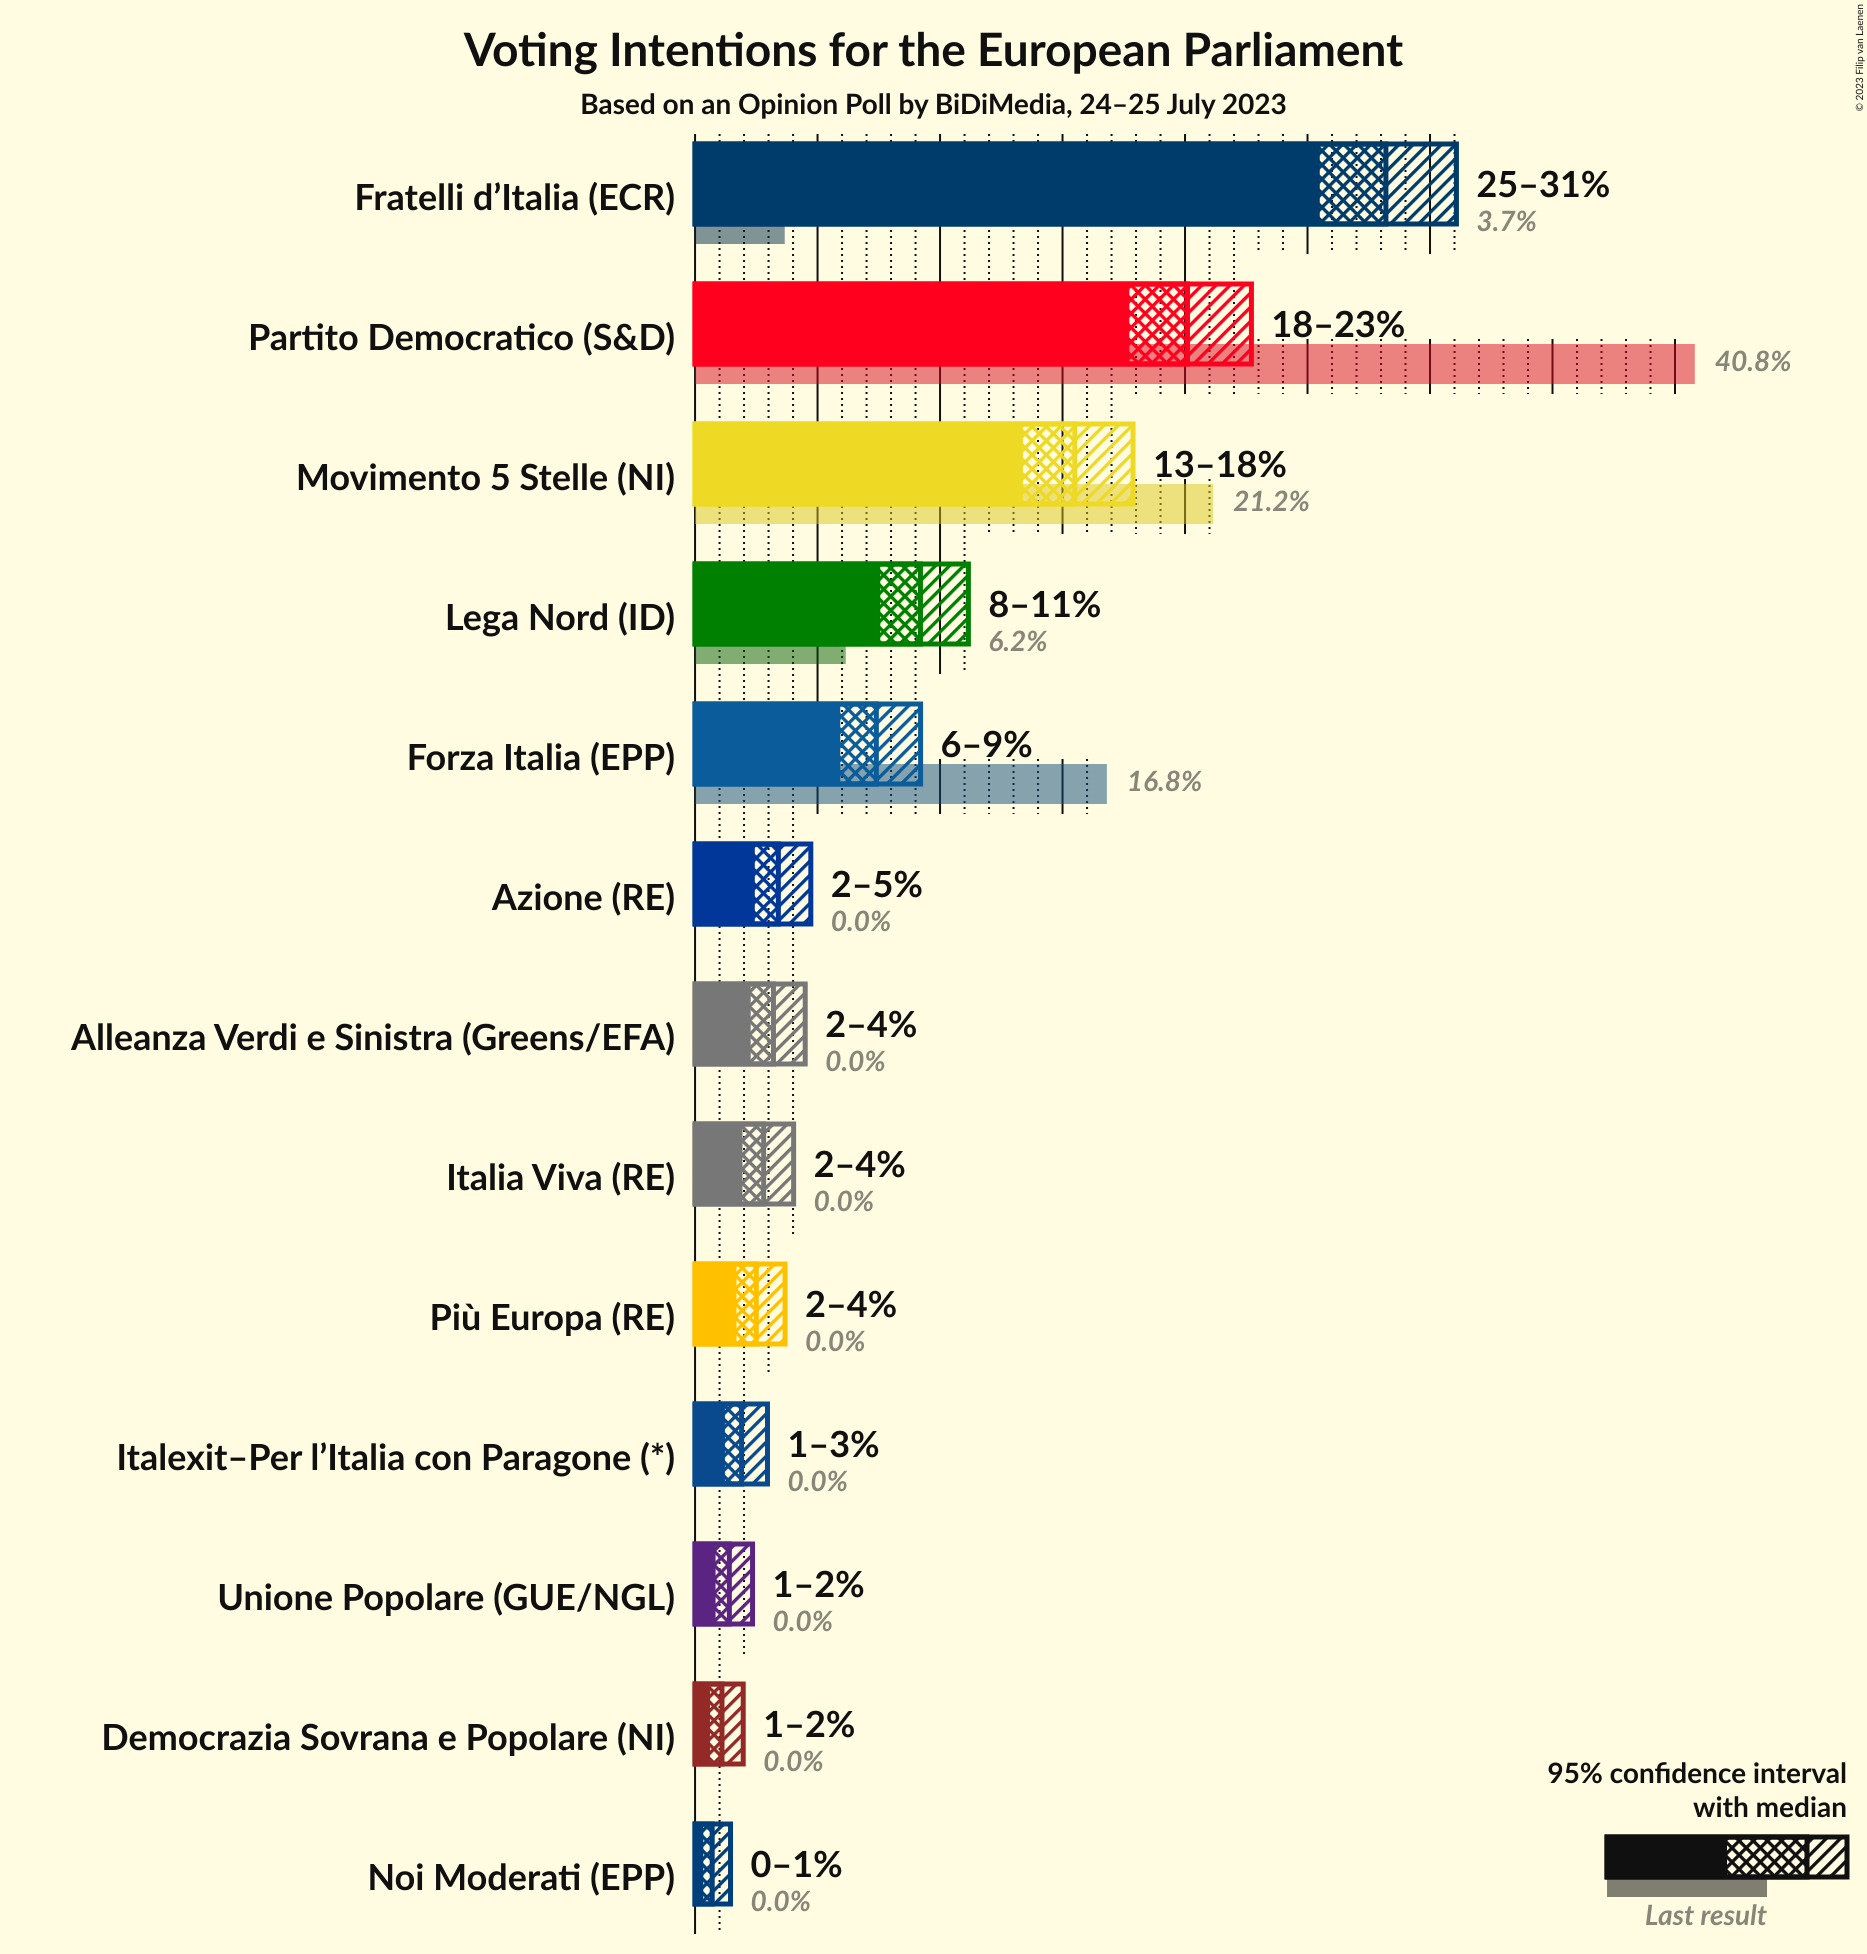 Voting Intentions for the European Parliament
Based on an Opinion Poll by BiDiMedia, 24–25 July 2023
© 2023 Filip van Laenen
Fratelli d’Italia (ECR)
25–31%
3.7%
Partito Democratico (S&D)
18–23%
40.8%
Movimento 5 Stelle (NI)
13–18%
21.2%
Lega Nord (ID)
8–11%
6.2%
Forza Italia (EPP)
6–9%
16.8%
Azione (RE)
2–5%
0.0%
Alleanza Verdi e Sinistra (Greens/EFA)
2–4%
0.0%
Italia Viva (RE)
2–4%
0.0%
Più Europa (RE)
2–4%
0.0%
Italexit–Per l’Italia con Paragone (*)
1–3%
0.0%
Unione Popolare (GUE/NGL)
1–2%
0.0%
Democrazia Sovrana e Popolare (NI)
1–2%
0.0%
Noi Moderati (EPP)
0–1%
0.0%
95% confidence interval
with median
Last result